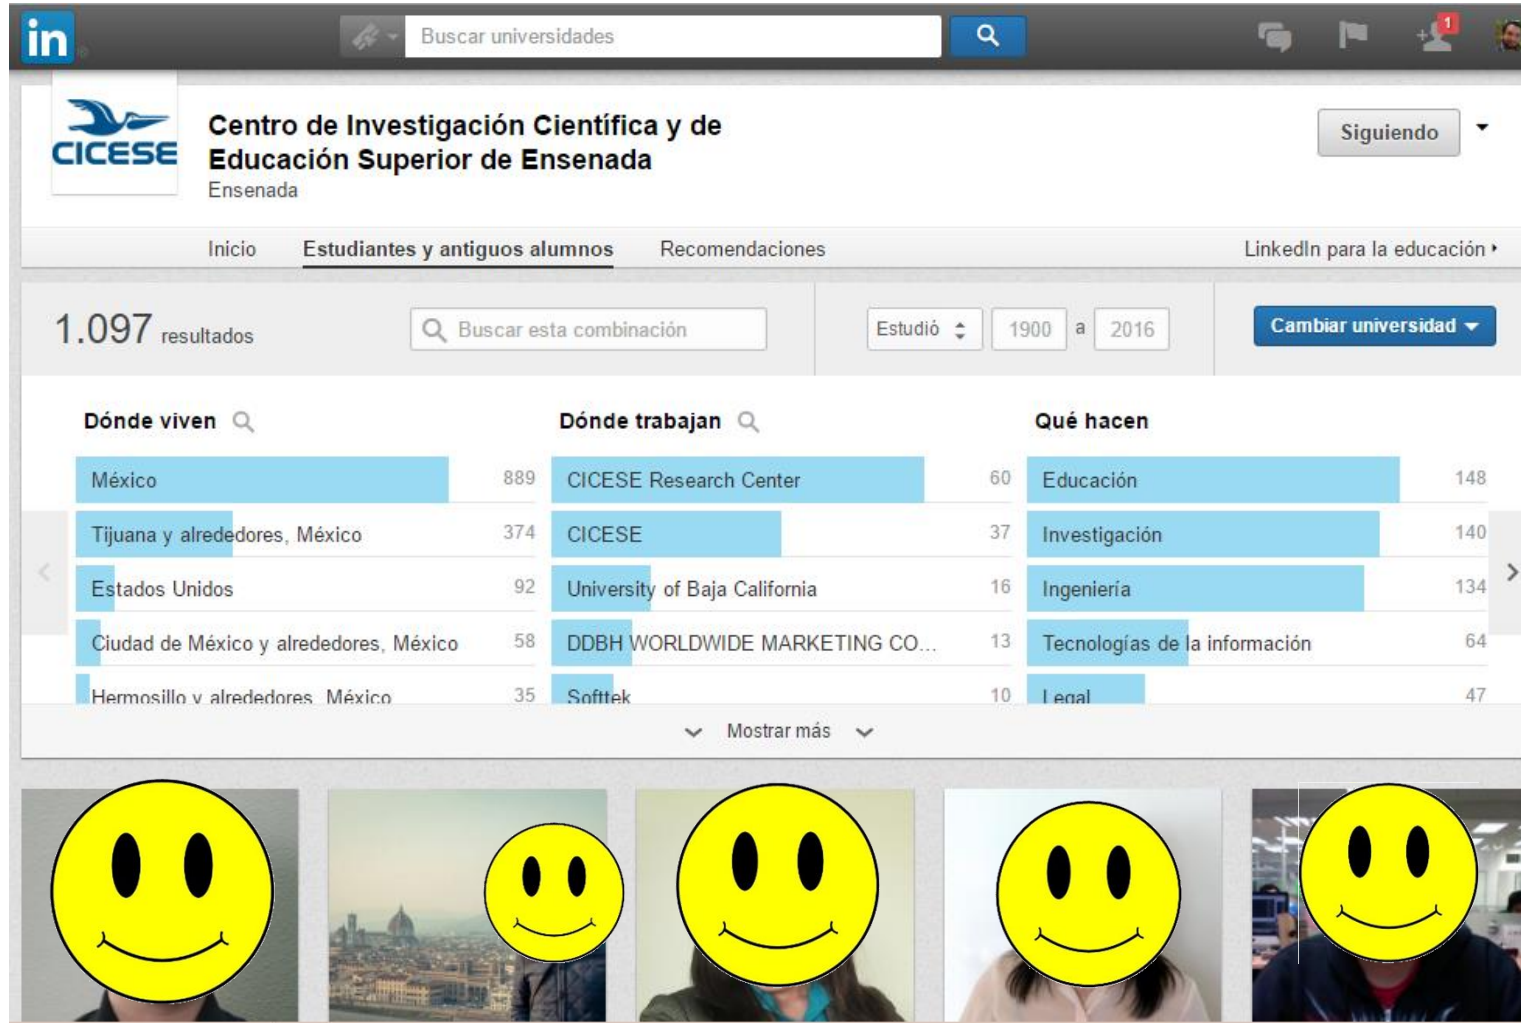 in
Buscar universidades
1
CICESE
Centro de Investigación Científica y de
Educación Superior de Ensenada
Ensenada
Siguiendo
Inicio Estudiantes y antiguos alumnos Recomendaciones LinkedIn para la educación
1.097 resultados Buscar esta combinación Estudió 1900 a 2016 Cambiar universidad
Dónde viven Dónde trabajan Qué hacen
México 889 CICESE Research Center 60 Educación 148
Tijuana y alrededores, México 374 CICESE 37 Investigación 140
Estados Unidos 92 University of Baja California 16 Ingeniería 134
Ciudad de México y alrededores, México 58 DDBH WORLDWIDE MARKETING CO... 13 Tecnologías de la información 64
Hermosillo y alrededores, México 35 Softtek 10 Legal 47
Mostrar más